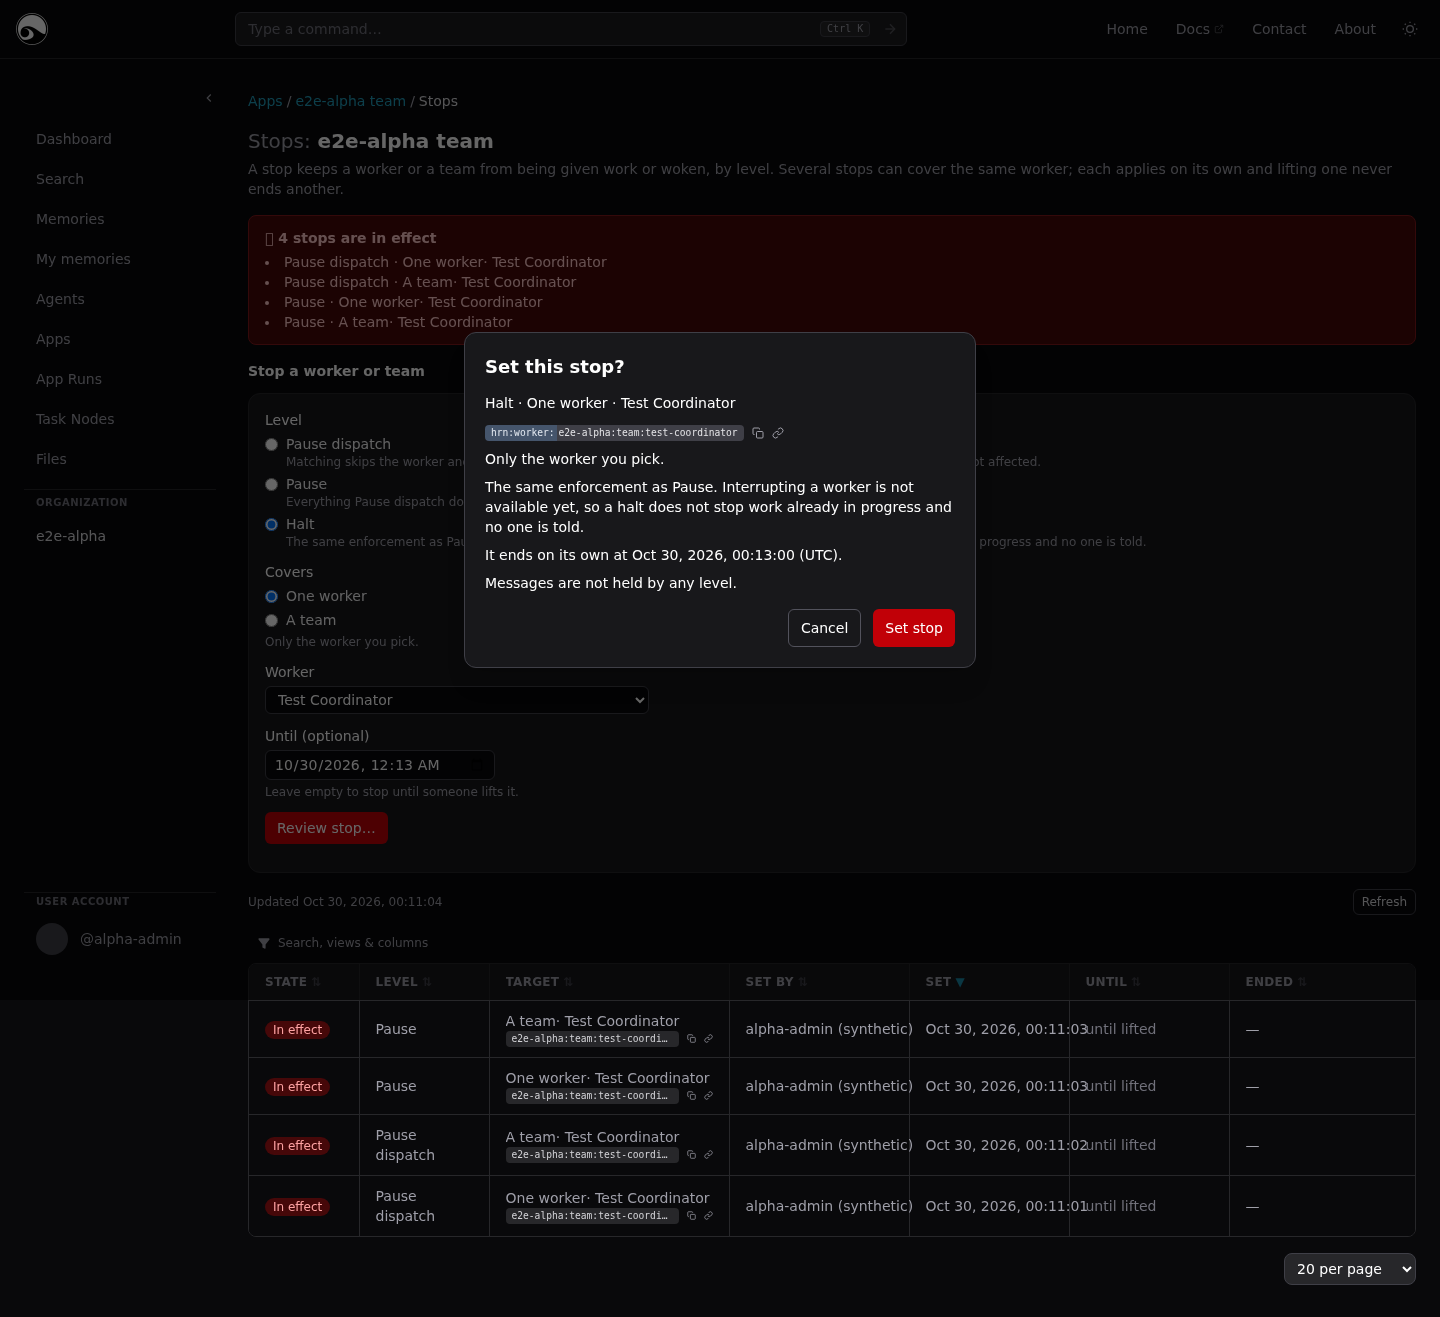 Type a command...
Ctrl K
Home
Docs
Contact
About
Apps / e2e-alpha team / Stops
Dashboard
Search
Memories
My memories
Agents
Apps
App Runs
Task Nodes
Files
ORGANIZATION
e2e-alpha
USER ACCOUNT
@alpha-admin
Stops: e2e-alpha team
A stop keeps a worker or a team from being given work or woken, by level. Several stops can cover the same worker; each applies on its own and lifting one never
ends another.
4 stops are in effect
• Pause dispatch · One worker· Test Coordinator
• Pause dispatch · A team· Test Coordinator
• Pause · One worker· Test Coordinator
• Pause · A team· Test Coordinator
Stop a worker or team
Level
Pause dispatch
Matching skips the worker an
ot affected.
Pause
Everything Pause dispatch do
Halt
The same enforcement as Pau
progress and no one is told.
Covers
One worker
A team
Only the worker you pick.
Worker
Test Coordinator
Until (optional)
10/30/2026, 12:13 AM
Leave empty to stop until someone lifts it.
Review stop...
Set this stop?
Halt · One worker · Test Coordinator
hrn:worker: e2e-alpha:team:test-coordinator
Only the worker you pick.
The same enforcement as Pause. Interrupting a worker is not
available yet, so a halt does not stop work already in progress and
no one is told.
It ends on its own at Oct 30, 2026, 00:13:00 (UTC).
Messages are not held by any level.
Cancel
Set stop
Updated Oct 30, 2026, 00:11:04
Refresh
Search, views & columns
STATE LEVEL TARGET SET BY SET UNTIL ENDED
In effect Pause A team· Test Coordinator alpha-admin (synthetic) Oct 30, 2026, 00:11:03 until lifted —
e2e-alpha:team:test-coordi...
In effect Pause One worker· Test Coordinator alpha-admin (synthetic) Oct 30, 2026, 00:11:03 until lifted —
e2e-alpha:team:test-coordi...
In effect Pause dispatch A team· Test Coordinator alpha-admin (synthetic) Oct 30, 2026, 00:11:02 until lifted —
e2e-alpha:team:test-coordi...
In effect Pause dispatch One worker· Test Coordinator alpha-admin (synthetic) Oct 30, 2026, 00:11:01 until lifted —
e2e-alpha:team:test-coordi...
20 per page